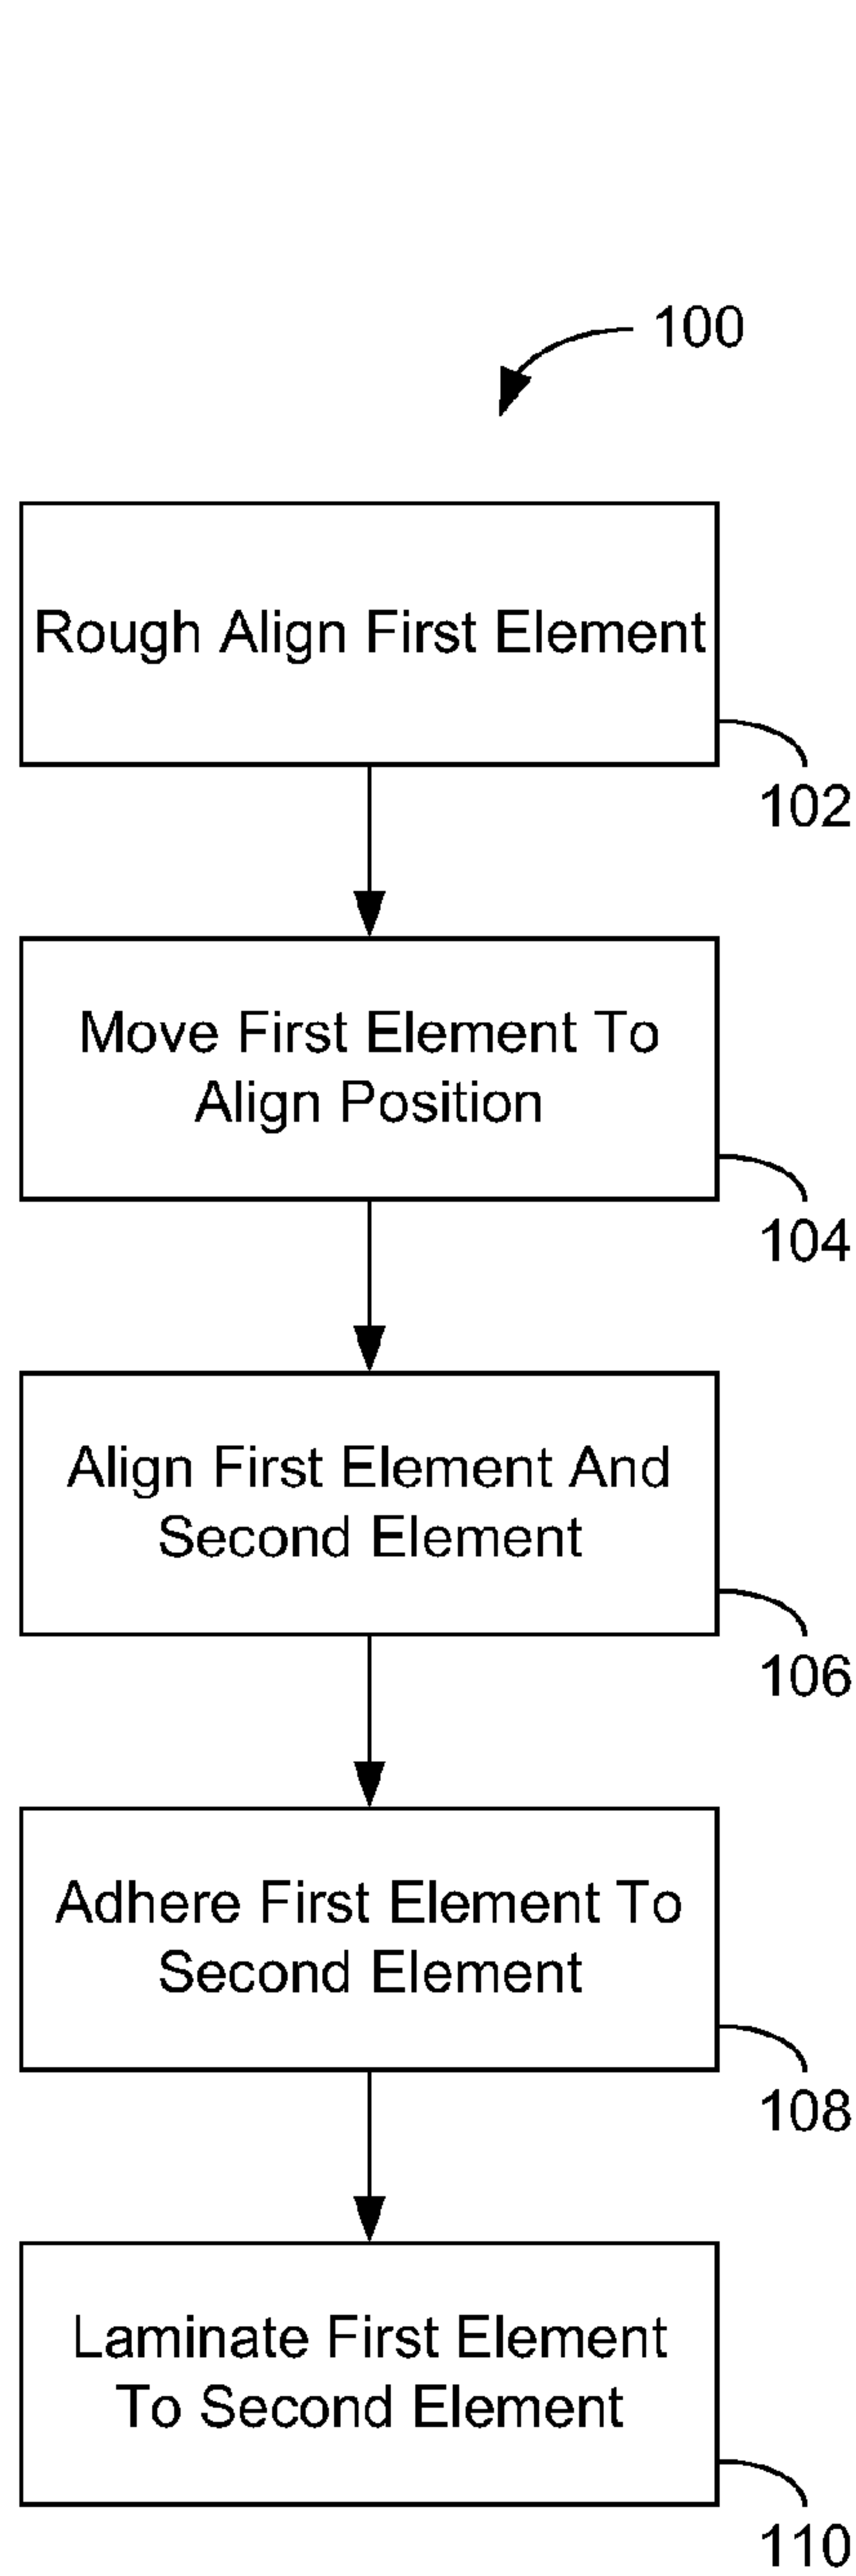 100
Rough Align First Element
102
Move First Element To
Align Position
104
Align First Element And
Second Element
106
Adhere First Element To
Second Element
108
Laminate First Element
To Second Element
110